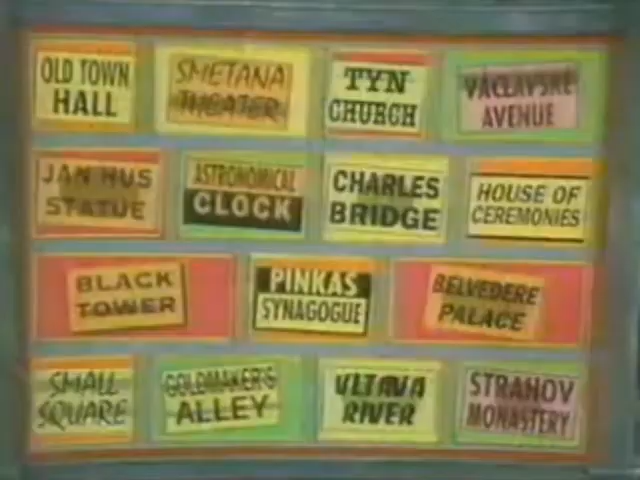 OLD TOWN
HALL
SMETANA
THEATER
TYN
CHURCH
VACLAVSKE
AVENUE
JAN HUS
STATUE
ASTRONOMICAL
CLOCK
CHARLES
BRIDGE
HOUSE OF
CEREMONIES
BLACK
TOWER
PINKAS
SYNAGOGUE
BELVEDERE
PALACE
SMALL
SQUARE
GOLDMAKER'S
ALLEY
VLTAVA
RIVER
STRAHOV
MONASTERY